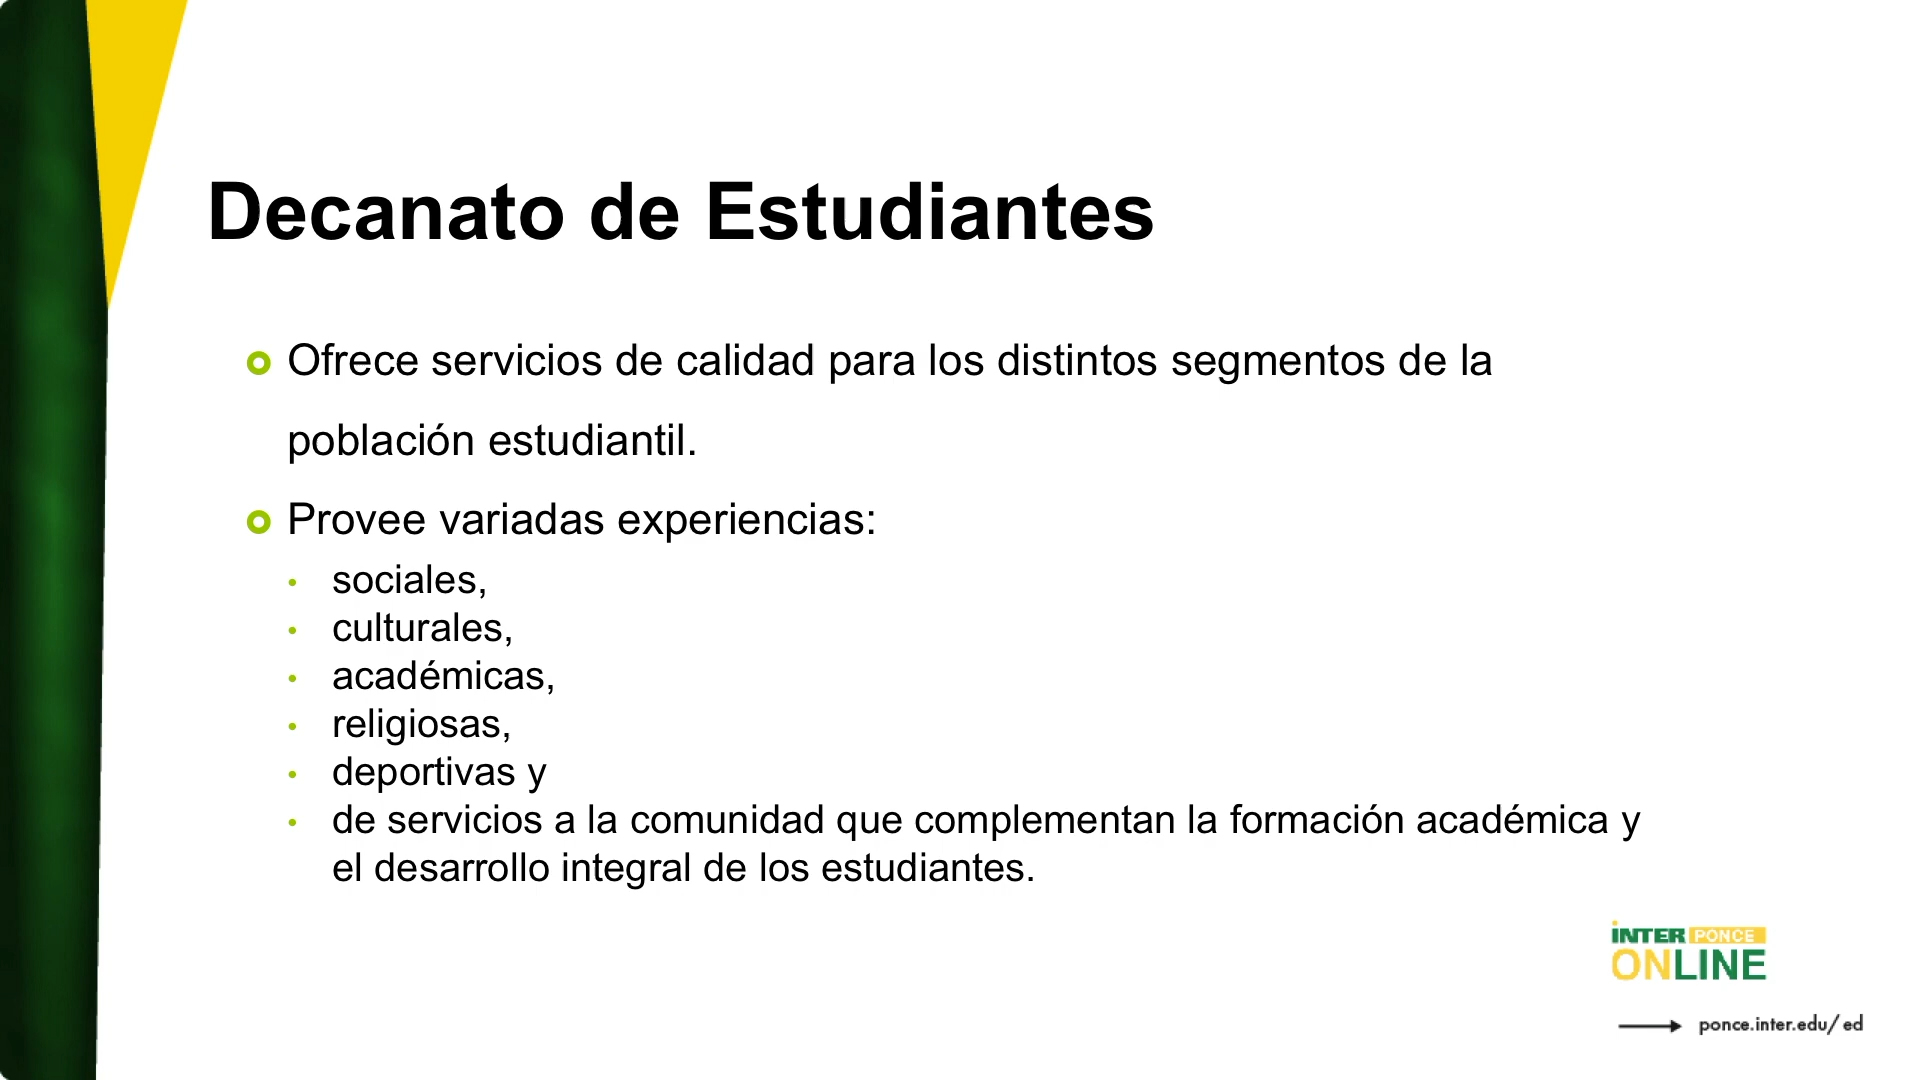 Decanato de Estudiantes
Ofrece servicios de calidad para los distintos segmentos de la
población estudiantil.
Provee variadas experiencias:
sociales,
culturales,
académicas,
religiosas,
deportivas y
de servicios a la comunidad que complementan la formación académica y
el desarrollo integral de los estudiantes.
INTER PONCE
ONLINE
ponce.inter.edu/ed